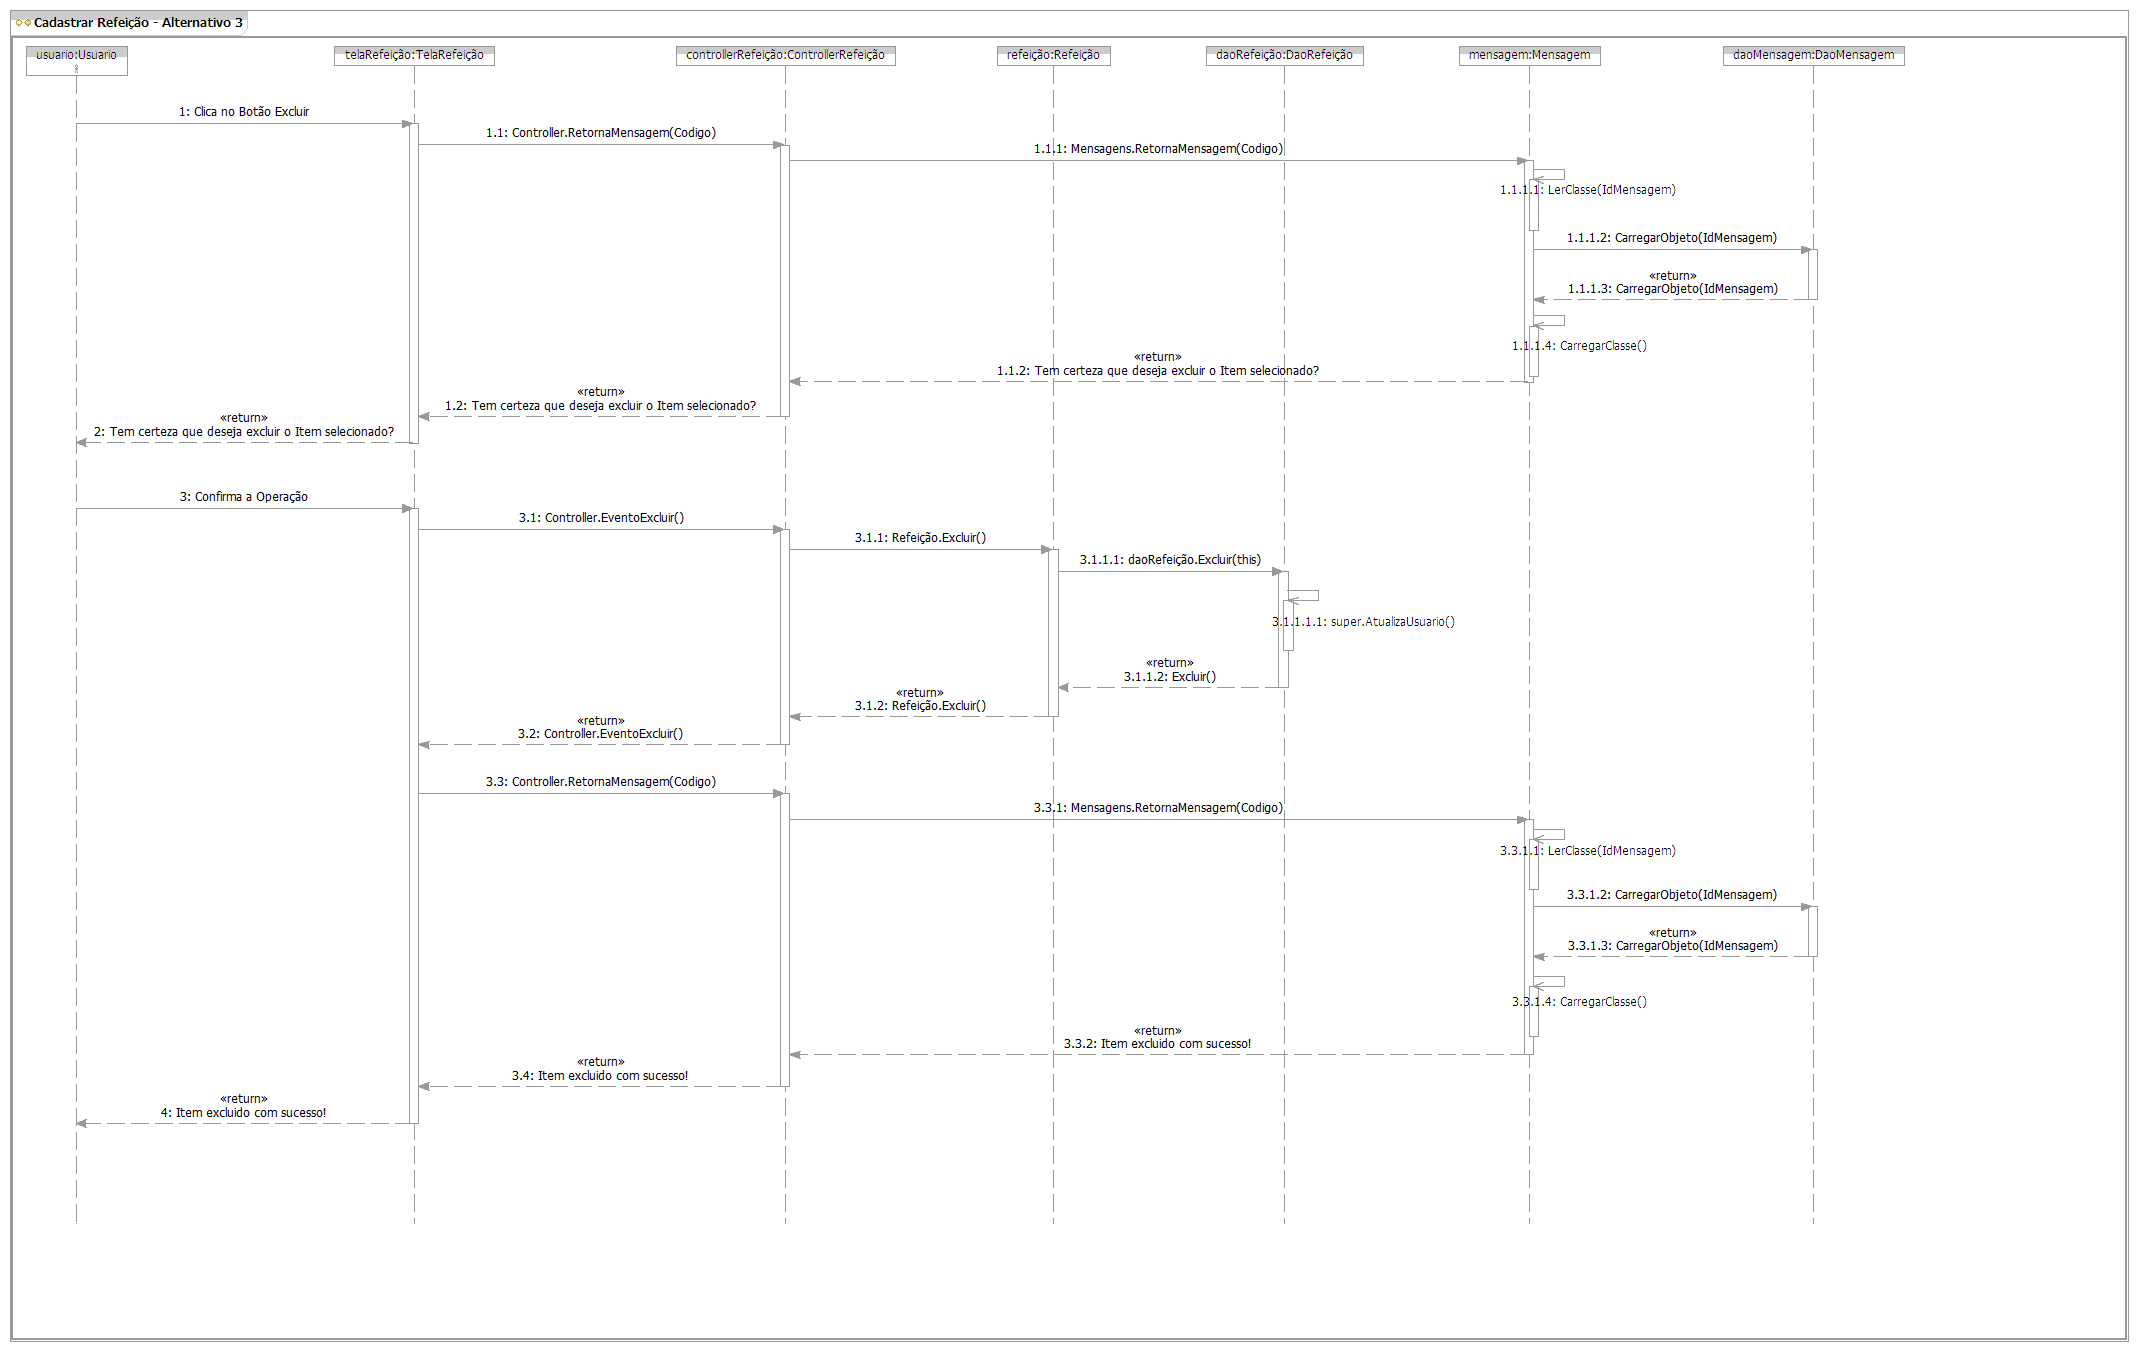 Cadastrar Refeição - Alternativo 3
usuario:Usuario
telaRefeição:TelaRefeição
controllerRefeição:ControllerRefeição
refeição:Refeição
daoRefeição:DaoRefeição
mensagem:Mensagem
daoMensagem:DaoMensagem
1: Clica no Botão Excluir
1.1: Controller.RetornaMensagem(Codigo)
1.1.1: Mensagens.RetornaMensagem(Codigo)
1.1.1.1: LerClasse(IdMensagem)
1.1.1.2: CarregarObjeto(IdMensagem)
«return»
1.1.1.3: CarregarObjeto(IdMensagem)
1.1.1.4: CarregarClasse()
«return»
1.1.2: Tem certeza que deseja excluir o Item selecionado?
«return»
1.2: Tem certeza que deseja excluir o Item selecionado?
«return»
2: Tem certeza que deseja excluir o Item selecionado?
3: Confirma a Operação
3.1: Controller.EventoExcluir()
3.1.1: Refeição.Excluir()
3.1.1.1: daoRefeição.Excluir(this)
3.1.1.1.1: super.AtualizaUsuario()
«return»
3.1.1.2: Excluir()
«return»
3.1.2: Refeição.Excluir()
«return»
3.2: Controller.EventoExcluir()
3.3: Controller.RetornaMensagem(Codigo)
3.3.1: Mensagens.RetornaMensagem(Codigo)
3.3.1.1: LerClasse(IdMensagem)
3.3.1.2: CarregarObjeto(IdMensagem)
«return»
3.3.1.3: CarregarObjeto(IdMensagem)
3.3.1.4: CarregarClasse()
«return»
3.3.2: Item excluido com sucesso!
«return»
3.4: Item excluido com sucesso!
«return»
4: Item excluido com sucesso!